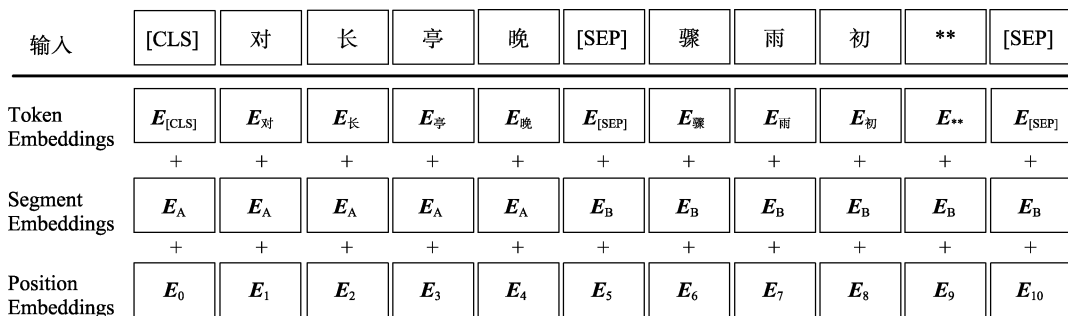 输入 [CLS] 对 长 亭 晚 [SEP] 骤 雨 初 ** [SEP]
Token Embeddings E[CLS] E对 E长 E亭 E晚 E[SEP] E骤 E雨 E初 E** E[SEP]
+ + + + + + + + + + +
Segment Embeddings EA EA EA EA EA EB EB EB EB EB EB
+ + + + + + + + + + +
Position Embeddings E0 E1 E2 E3 E4 E5 E6 E7 E8 E9 E10